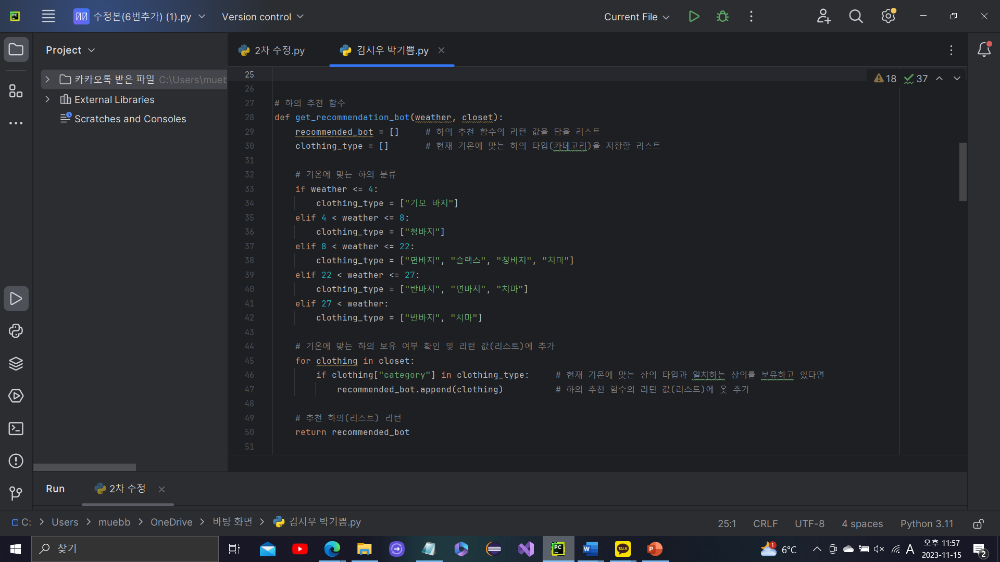 PC 수정본(6번추가) (1).py Version control Current File
Project
2차 수정.py 김시우 박기쁨.py
카카오톡 받은 파일 C:\Users\mueb
External Libraries
Scratches and Consoles
18 37
25
26
27 # 하의 추천 함수
28 def get_recommendation_bot(weather, closet):
29 recommended_bot = [] # 하의 추천 함수의 리턴 값을 담을 리스트
30 clothing_type = [] # 현재 기온에 맞는 하의 타입(카테고리)을 저장할 리스트
31
32 # 기온에 맞는 하의 분류
33 if weather <= 4:
34 clothing_type = ["기모 바지"]
35 elif 4 < weather <= 8:
36 clothing_type = ["청바지"]
37 elif 8 < weather <= 22:
38 clothing_type = ["면바지", "슬랙스", "청바지", "치마"]
39 elif 22 < weather <= 27:
40 clothing_type = ["반바지", "면바지", "치마"]
41 elif 27 < weather:
42 clothing_type = ["반바지", "치마"]
43
44 # 기온에 맞는 하의 보유 여부 확인 및 리턴 값(리스트)에 추가
45 for clothing in closet:
46 if clothing["category"] in clothing_type: # 현재 기온에 맞는 상의 타입과 일치하는 상의를 보유하고 있다면
47 recommended_bot.append(clothing) # 하의 추천 함수의 리턴 값(리스트)에 옷 추가
48
49 # 추천 하의(리스트) 리턴
50 return recommended_bot
51
Run 2차 수정
C: > Users > muebb > OneDrive > 바탕 화면 > 김시우 박기쁨.py 25:1 CRLF UTF-8 4 spaces Python 3.11
찾기 PC W TALK P 1 6°C A 오후 11:57
2023-11-15 2